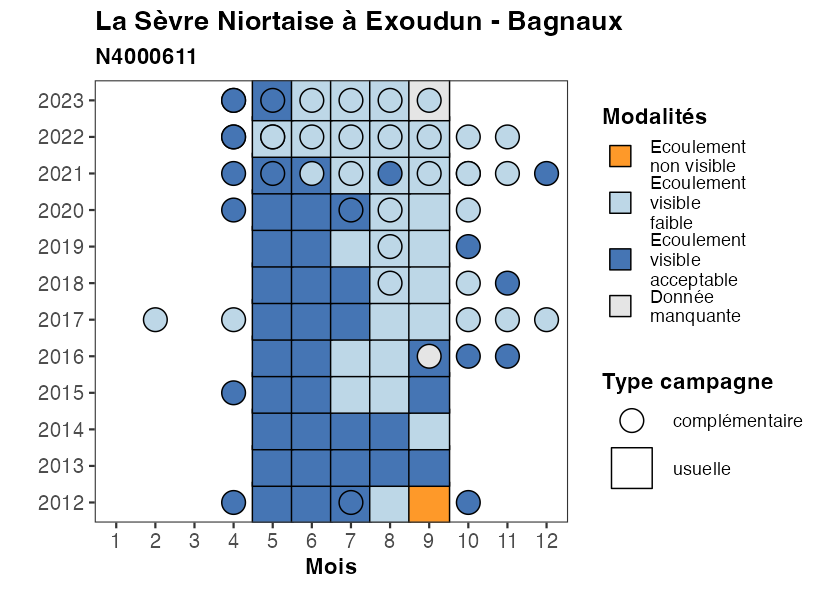 La Sèvre Niortaise à Exoudun - Bagnaux
N4000611
2023
2022
2021
2020
2019
2018
2017
2016
2015
2014
2013
2012
1 2 3 4 5 6 7 8 9 10 11 12
Mois
Modalités
Ecoulement
non visible
Ecoulement
visible
faible
Ecoulement
visible
acceptable
Donnée
manquante
Type campagne
complémentaire
usuelle